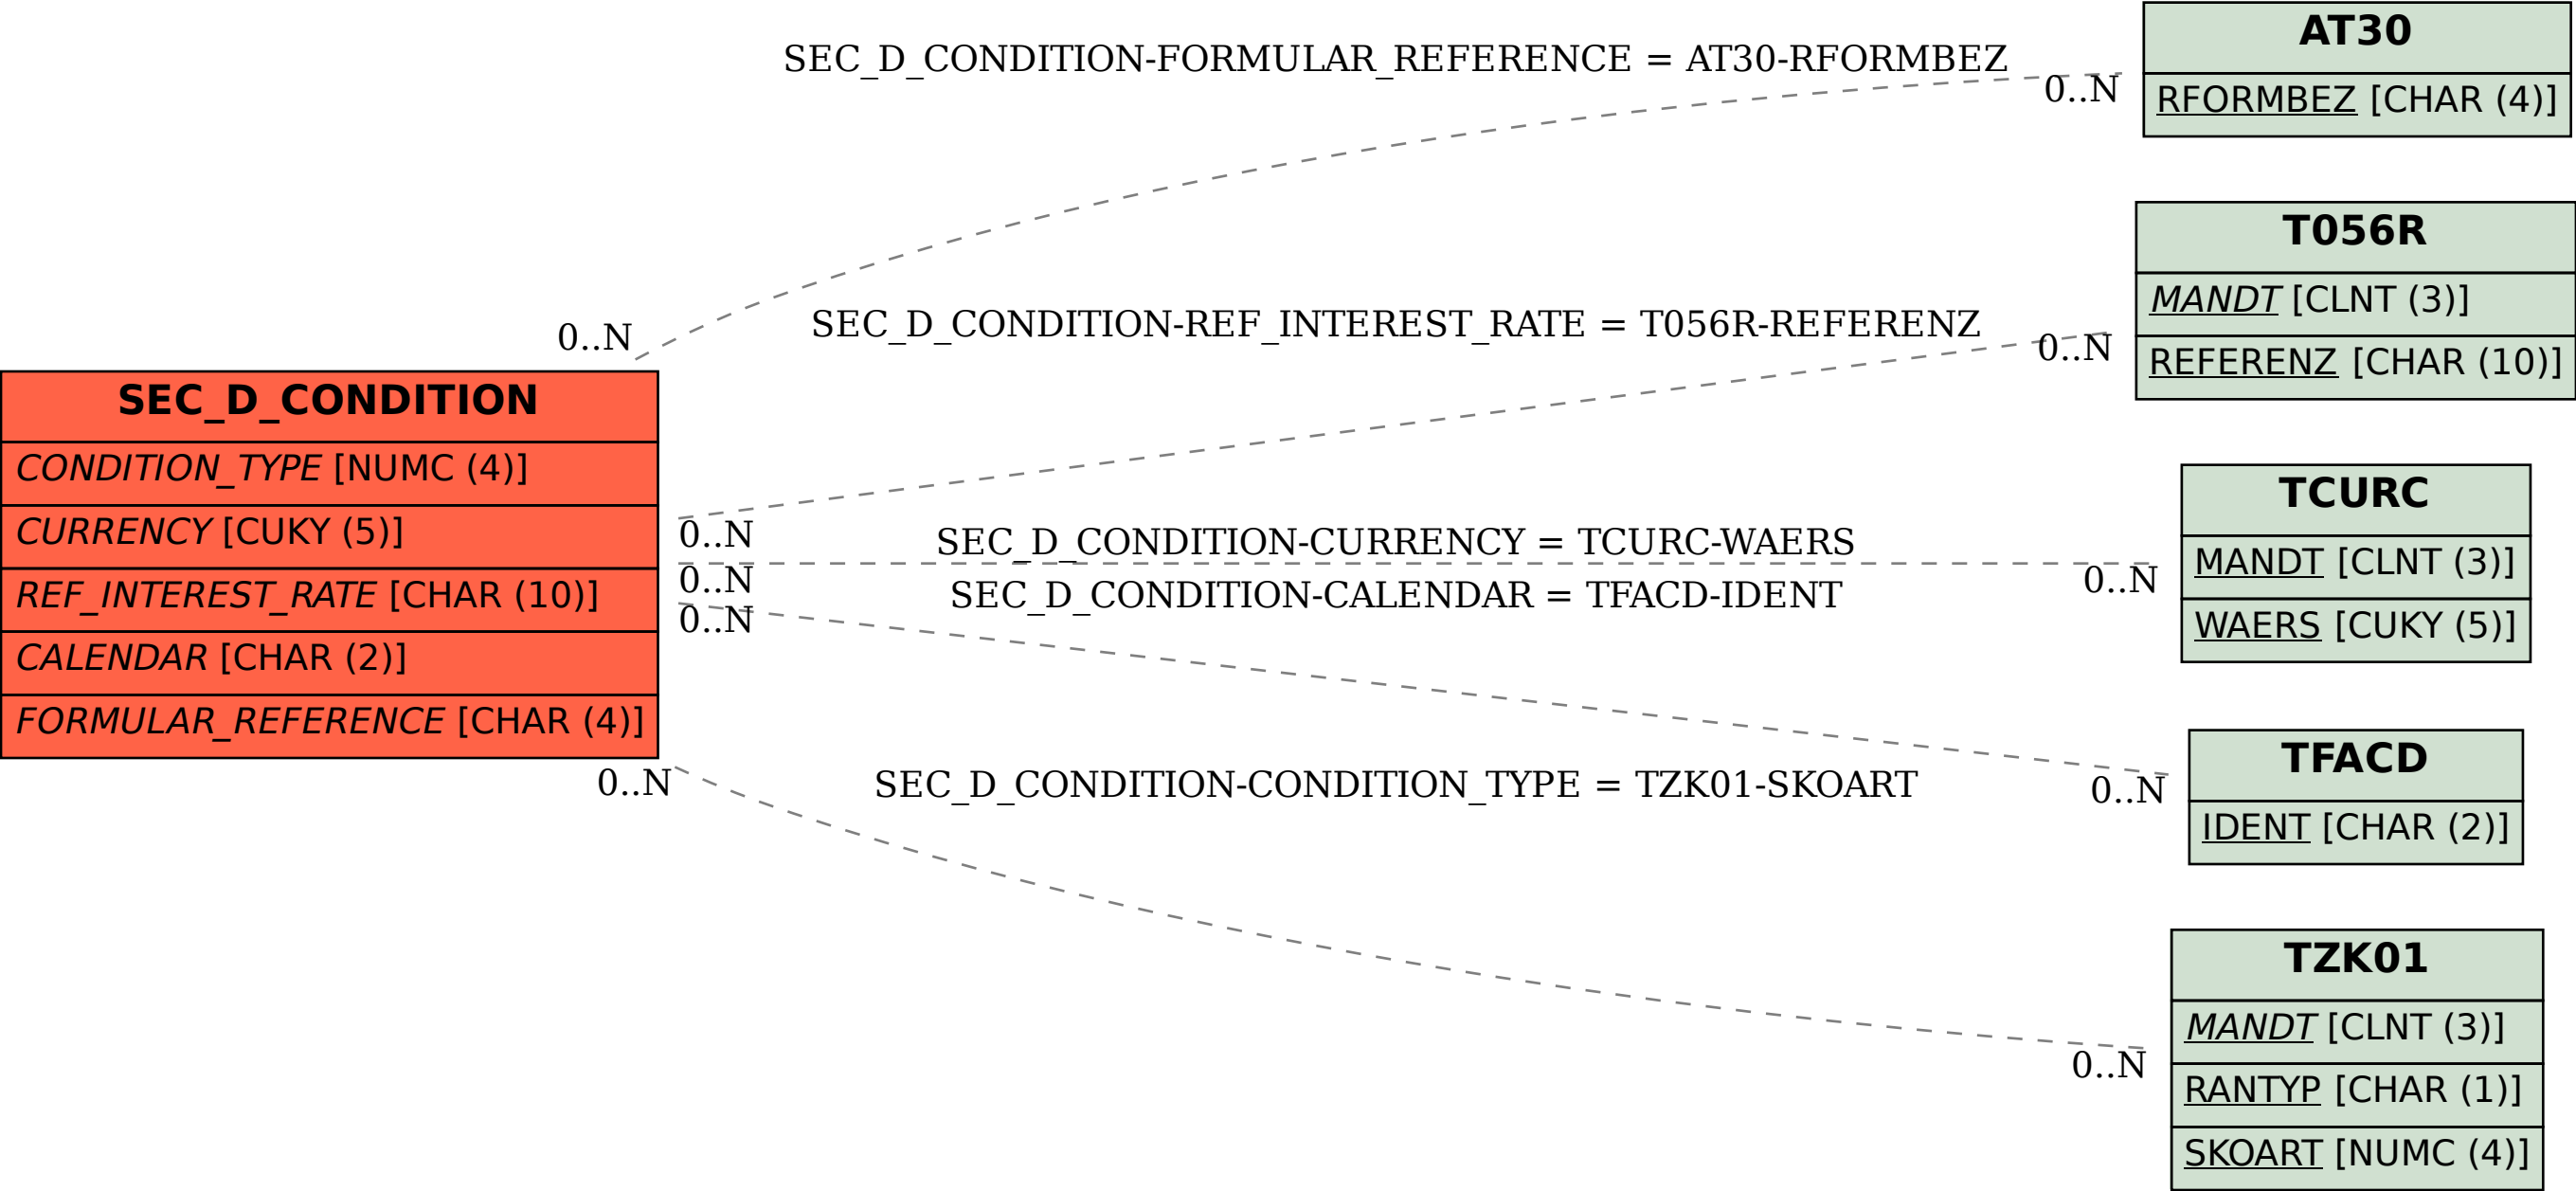 AT30
SEC_D_CONDITION-FORMULAR_REFERENCE = AT30-RFORMBEZ
0..N
RFORMBEZ [CHAR (4)]
T056R
MANDT [CLNT (3)]
REFERENZ [CHAR (10)]
0..N
SEC_D_CONDITION-REF_INTEREST_RATE = T056R-REFERENZ
0..N
SEC_D_CONDITION
CONDITION_TYPE [NUMC (4)]
CURRENCY [CUKY (5)]
REF_INTEREST_RATE [CHAR (10)]
CALENDAR [CHAR (2)]
FORMULAR_REFERENCE [CHAR (4)]
0..N
SEC_D_CONDITION-CURRENCY = TCURC-WAERS
0..N
0..N
SEC_D_CONDITION-CALENDAR = TFACD-IDENT
0..N
TCURC
MANDT [CLNT (3)]
WAERS [CUKY (5)]
TFACD
0..N
IDENT [CHAR (2)]
0..N
SEC_D_CONDITION-CONDITION_TYPE = TZK01-SKOART
0..N
TZK01
MANDT [CLNT (3)]
RANTYP [CHAR (1)]
SKOART [NUMC (4)]